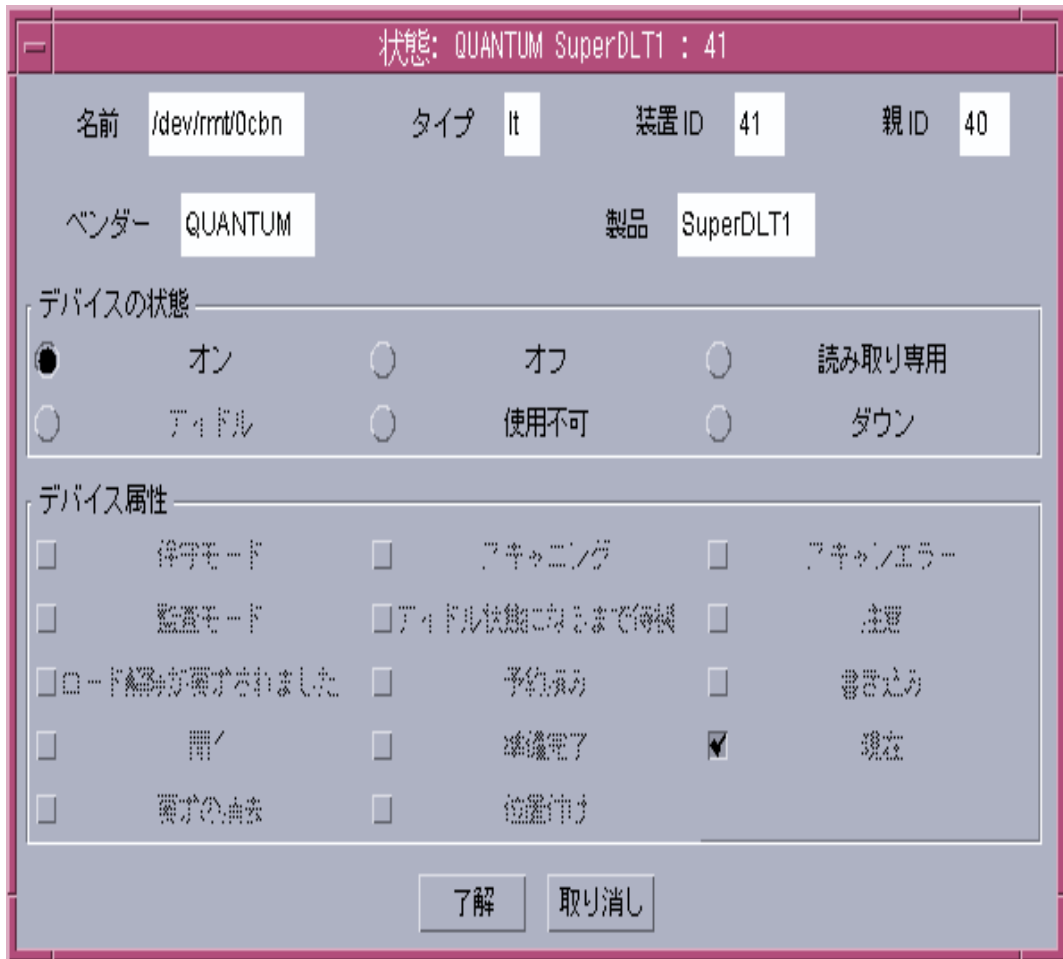 状態: QUANTUM SuperDLT1 : 41
名前 /dev/rmt/0cbn タイプ lt 装置 ID 41 親 ID 40
ベンダー QUANTUM 製品 SuperDLT1
デバイスの状態
オン オフ 読み取り専用
アイドル 使用不可 ダウン
デバイス属性
保守モード スキャニング スキャンエラー
監査モード アイドル状態になるまで待機 注意
ロード解除が要求されました 予約済み 書き込み
開く 準備完了 現在
要求の消去 位置付け
了解 取り消し